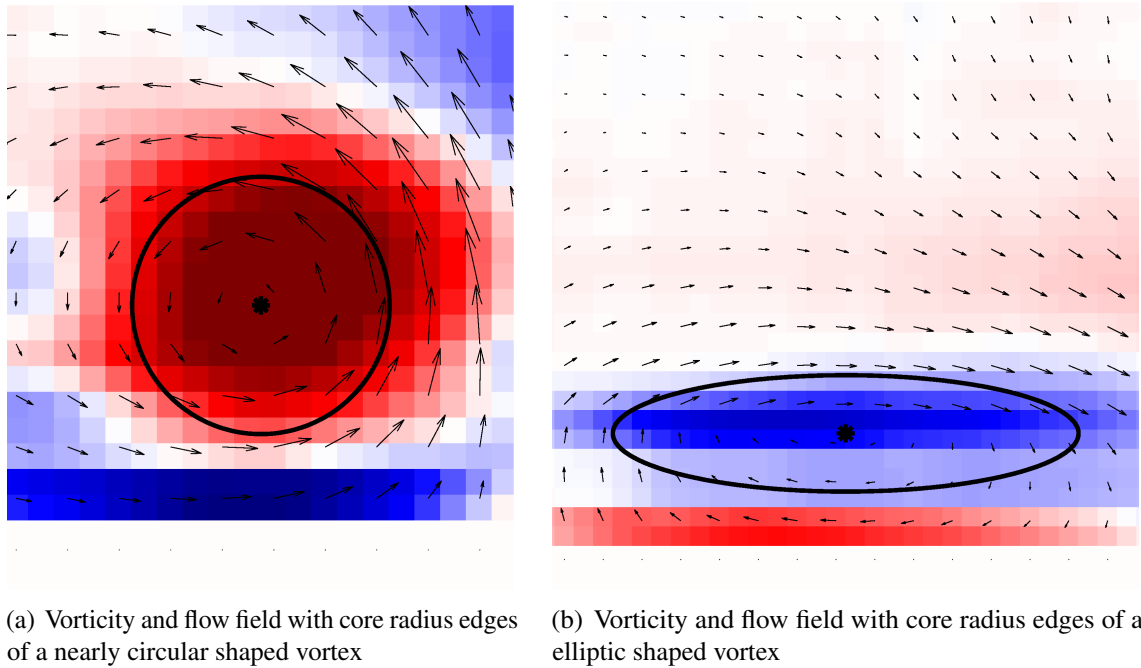 (a) Vorticity and flow field with core radius edges
of a nearly circular shaped vortex
(b) Vorticity and flow field with core radius edges of a
elliptic shaped vortex